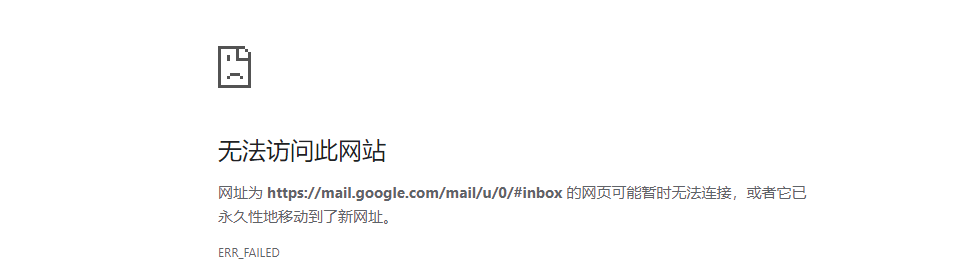 无法访问此网站
网址为 https://mail.google.com/mail/u/0/#inbox 的网页可能暂时无法连接，或者它已
永久性地移动到了新网址。
ERR_FAILED